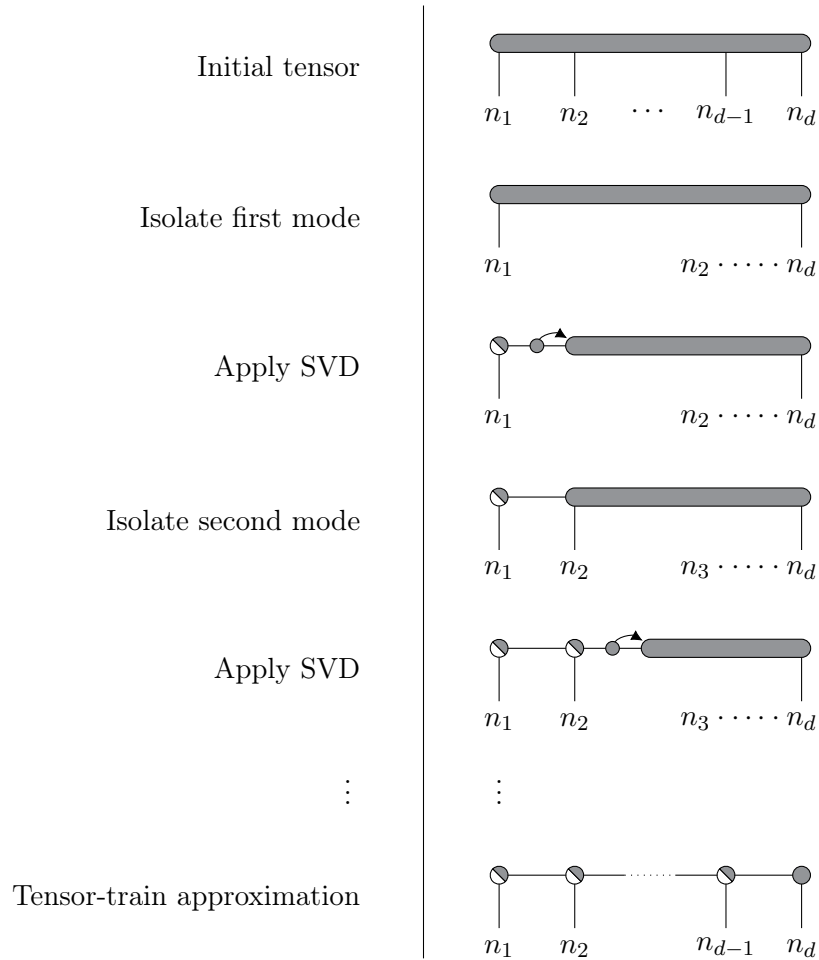 Initial tensor
n_1 n_2 ⋯ n_{d−1} n_d
Isolate first mode
n_1 n_2 ····· n_d
Apply SVD
n_1 n_2 ····· n_d
Isolate second mode
n_1 n_2 n_3 ····· n_d
Apply SVD
n_1 n_2 n_3 ····· n_d
⋮ ⋮
Tensor-train approximation
n_1 n_2 n_{d−1} n_d